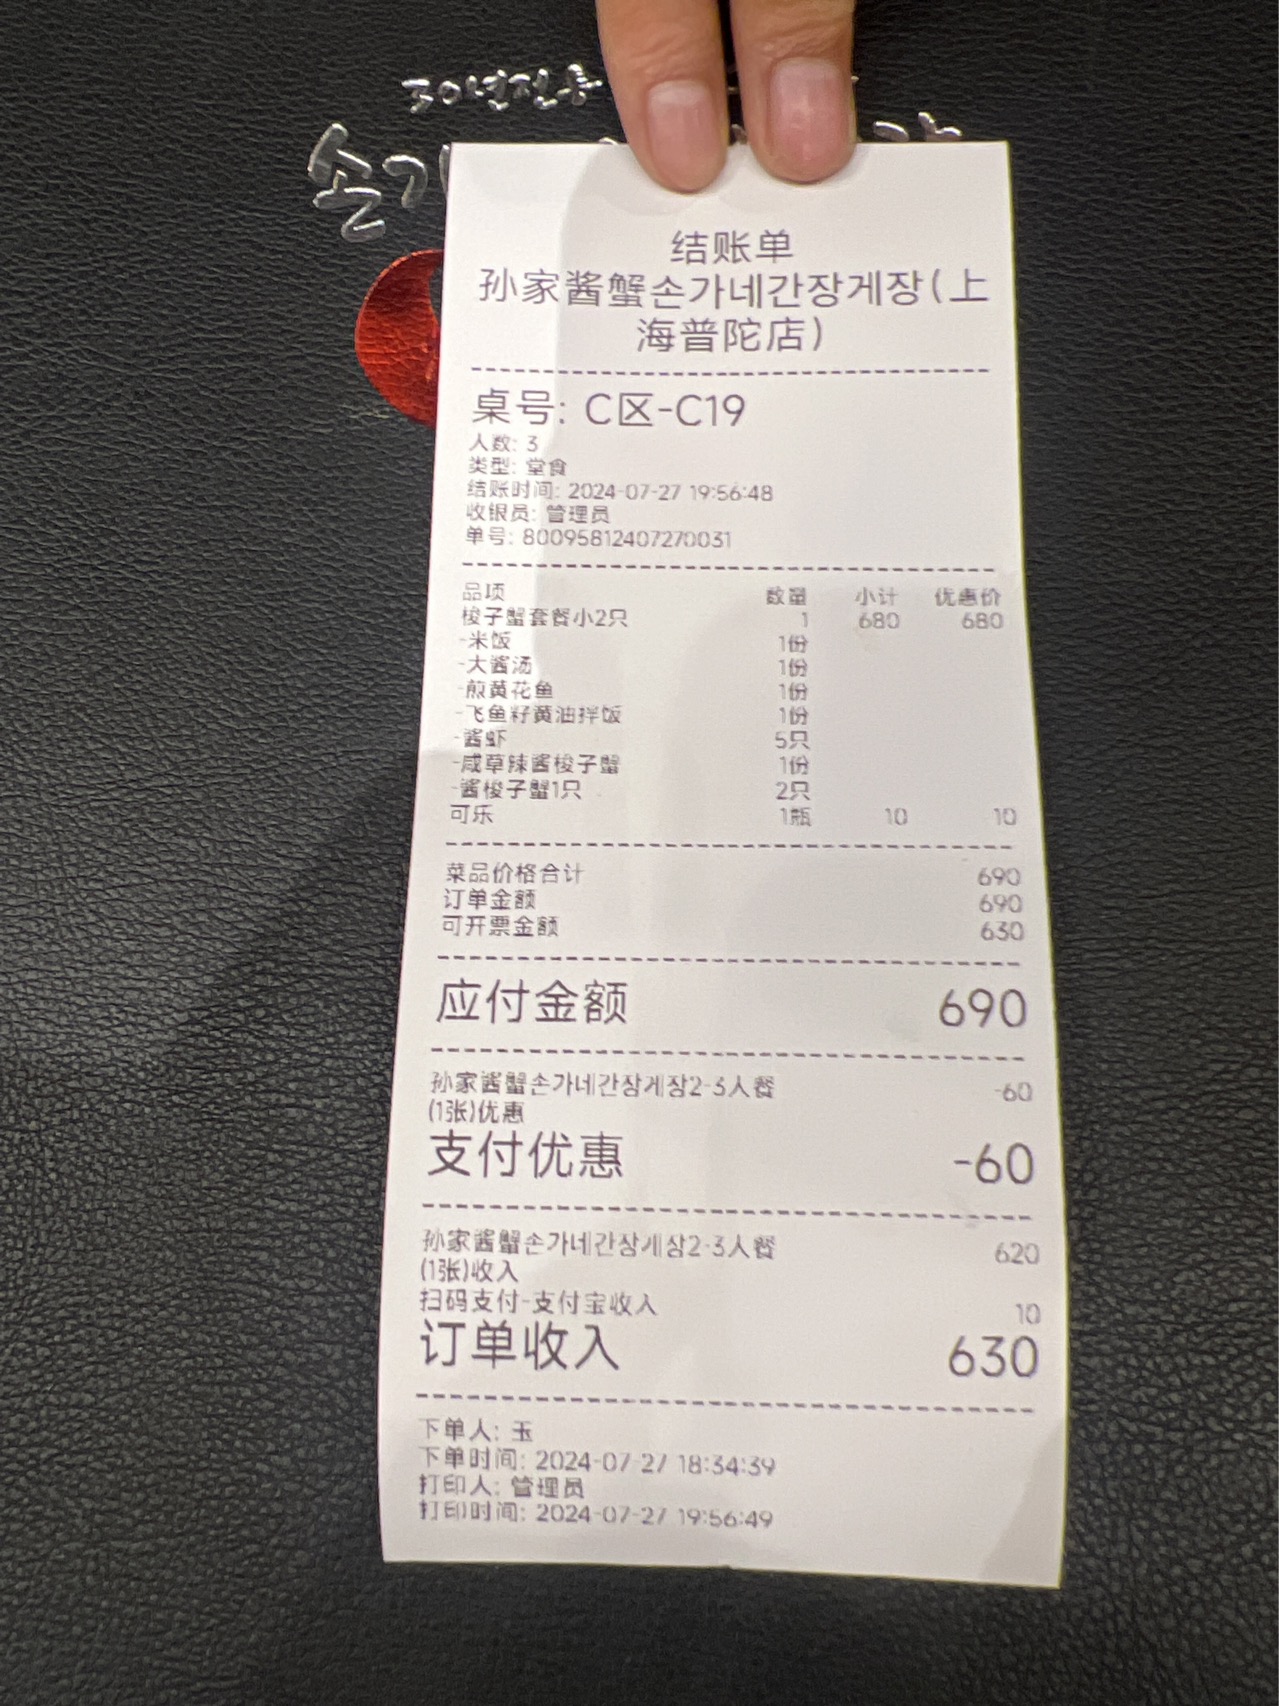 30년전통
손가
结账单
孙家酱蟹손가네간장게장(上
海普陀店)
桌号: C区-C19
人数: 3
类型: 堂食
结账时间: 2024-07-27 19:56:48
收银员: 管理员
单号: 80095812407270031
品项 数量 小计 优惠价
梭子蟹套餐小2只 1 680 680
-米饭 1份
-大酱汤 1份
-煎黄花鱼 1份
-飞鱼籽黄油拌饭 1份
-酱虾 5只
-咸草辣酱梭子蟹 1份
-酱梭子蟹1只 2只
可乐 1瓶 10 10
菜品价格合计 690
订单金额 690
可开票金额 630
应付金额 690
孙家酱蟹손가네간장게장2-3人餐 -60
(1张)优惠
支付优惠 -60
孙家酱蟹손가네간장게장2-3人餐 620
(1张)收入
扫码支付-支付宝收入 10
订单收入 630
下单人: 玉
下单时间: 2024-07-27 18:34:39
打印人: 管理员
打印时间: 2024-07-27 19:56:49